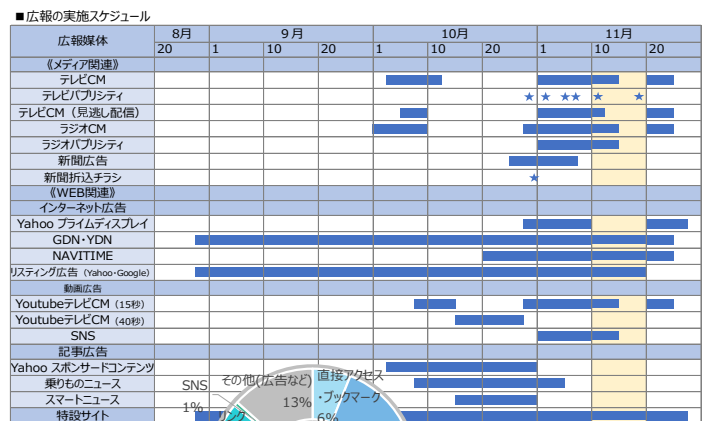 ■広報の実施スケジュール
広報媒体 8月 9月 10月 11月
20 1 10 20 1 10 20 1 10 20
《メディア関連》
テレビCM
テレビパブリシティ ★ ★ ★★ ★ ★
テレビCM（見逃し配信）
ラジオCM
ラジオパブリシティ
新聞広告
新聞折込チラシ ★
《WEB関連》
インターネット広告
Yahoo プライムディスプレイ
GDN・YDN
NAVITIME
リスティング広告（Yahoo・Google）
動画広告
YoutubeテレビCM（15秒）
YoutubeテレビCM（40秒）
SNS
記事広告
Yahoo スポンサードコンテンツ
乗りものニュース
スマートニュース
特設サイト
SNS
1%
リンク
その他(広告など)
13%
直接アクセス
・ブックマーク
6%